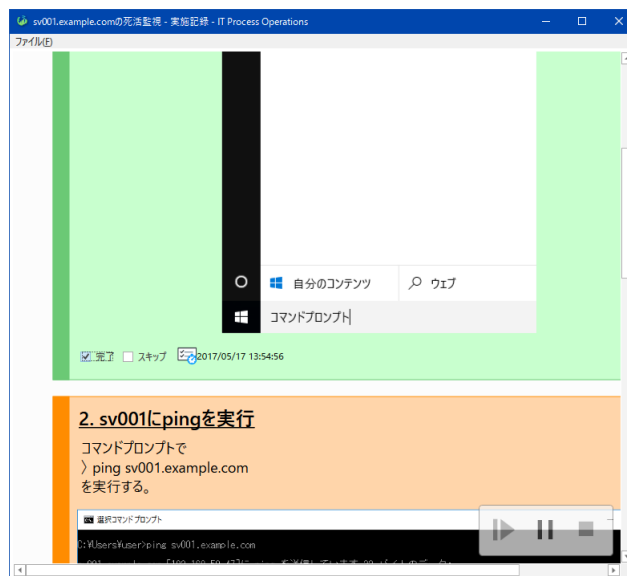 sv001.example.comの死活監視 - 実施記録 - IT Process Operations
ファイル(F)
自分のコンテンツ
ウェブ
コマンドプロンプト
完了
スキップ
2017/05/17 13:54:56
2. sv001にpingを実行
コマンドプロンプトで
〉ping sv001.example.com
を実行する。
選択コマンド プロンプト
C:¥Users¥user>ping sv001.example.com